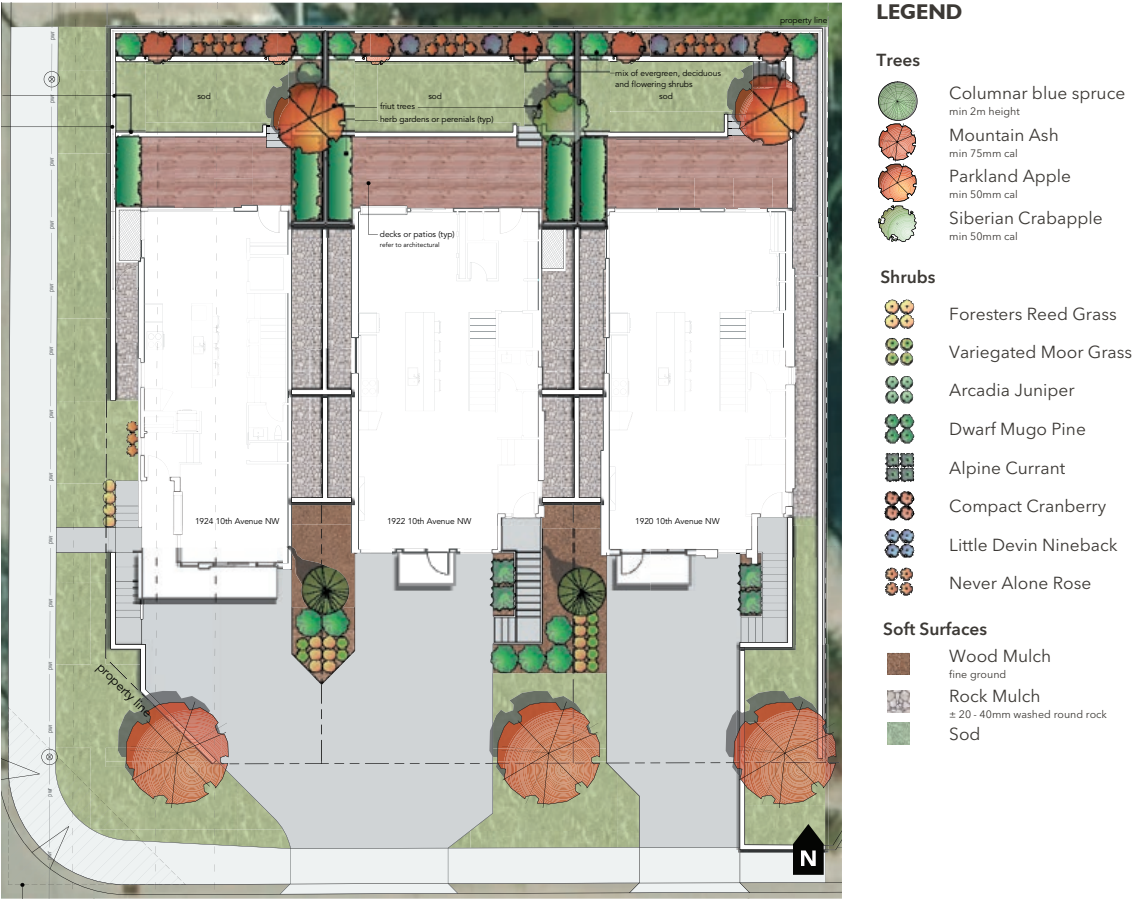 property line
mix of evergreen, deciduous
and flowering shrubs
sod
sod
sod
friut trees
herb gardens or perenials (typ)
decks or patios (typ)
refer to architectural
1924 10th Avenue NW
1922 10th Avenue NW
1920 10th Avenue NW
property line
N
LEGEND
Trees
Columnar blue spruce
min 2m height
Mountain Ash
min 75mm cal
Parkland Apple
min 50mm cal
Siberian Crabapple
min 50mm cal
Shrubs
Foresters Reed Grass
Variegated Moor Grass
Arcadia Juniper
Dwarf Mugo Pine
Alpine Currant
Compact Cranberry
Little Devin Nineback
Never Alone Rose
Soft Surfaces
Wood Mulch
fine ground
Rock Mulch
± 20 - 40mm washed round rock
Sod